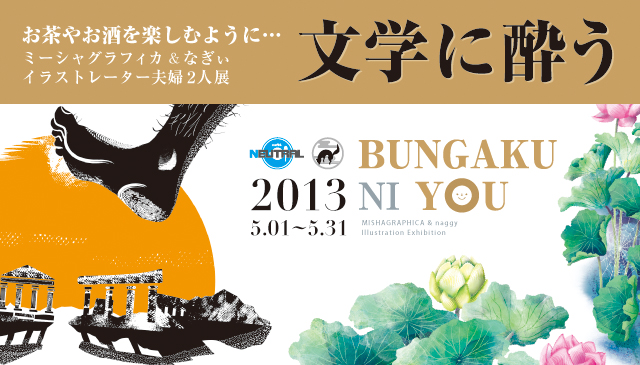 お茶やお酒を楽しむように…
ミーシャグラフィカ & なぎぃ
イラストレーター夫婦2人展
文学に酔う
NEUTRAL
BUNGAKU
NI YOU
2013
5.01〜5.31
MISHAGRAPHICA & naggy
Illustration Exhibition